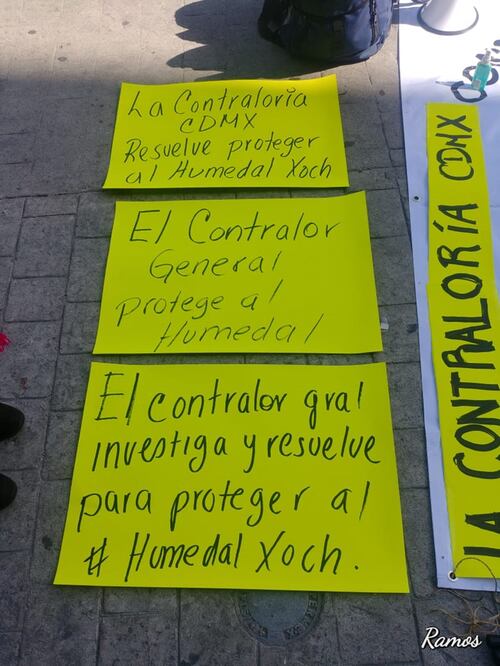 La Contraloría
CDMX
Resuelve proteger
al Humedal Xoch
El Contralor
General
protege al
Humedal
El contralor gral
investiga y resuelve
para proteger al
# Humedal Xoch.
LA CONTRALORÍA CDMX
Ramos